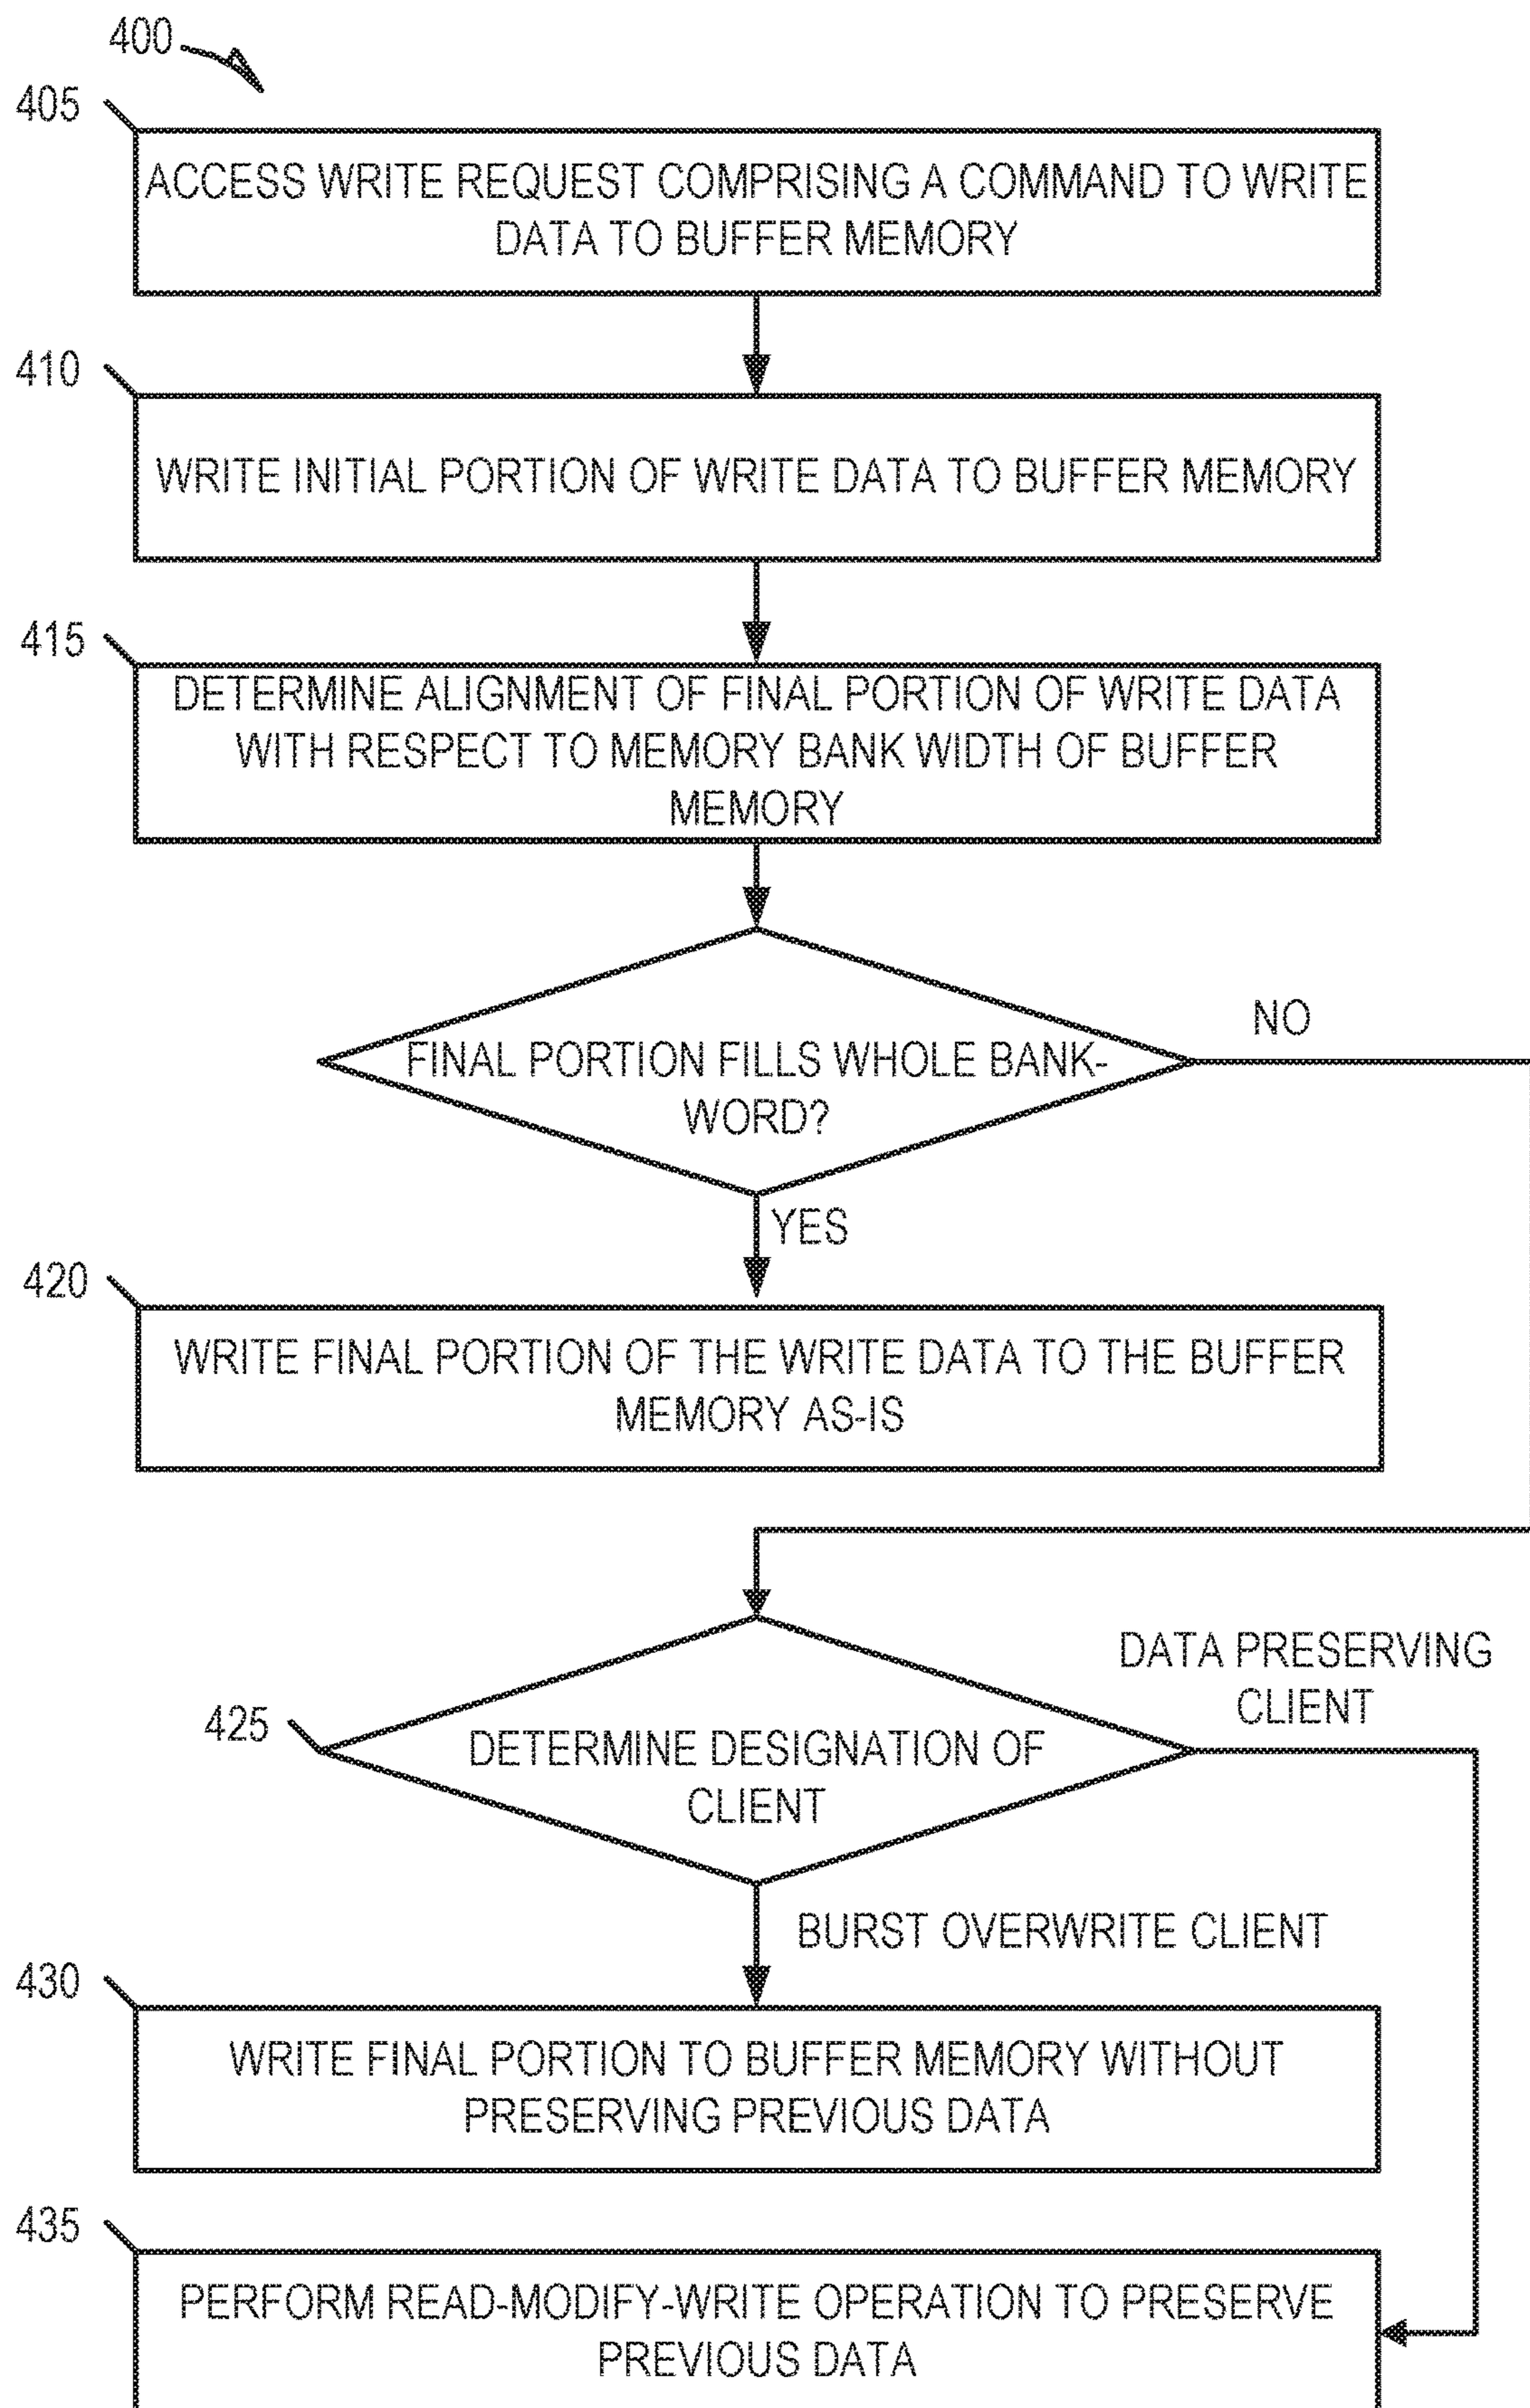 400
405
ACCESS WRITE REQUEST COMPRISING A COMMAND TO WRITE
DATA TO BUFFER MEMORY
410
WRITE INITIAL PORTION OF WRITE DATA TO BUFFER MEMORY
415
DETERMINE ALIGNMENT OF FINAL PORTION OF WRITE DATA
WITH RESPECT TO MEMORY BANK WIDTH OF BUFFER
MEMORY
NO
FINAL PORTION FILLS WHOLE BANK-
WORD?
YES
420
WRITE FINAL PORTION OF THE WRITE DATA TO THE BUFFER
MEMORY AS-IS
DATA PRESERVING
CLIENT
425
DETERMINE DESIGNATION OF
CLIENT
BURST OVERWRITE CLIENT
430
WRITE FINAL PORTION TO BUFFER MEMORY WITHOUT
PRESERVING PREVIOUS DATA
435
PERFORM READ-MODIFY-WRITE OPERATION TO PRESERVE
PREVIOUS DATA